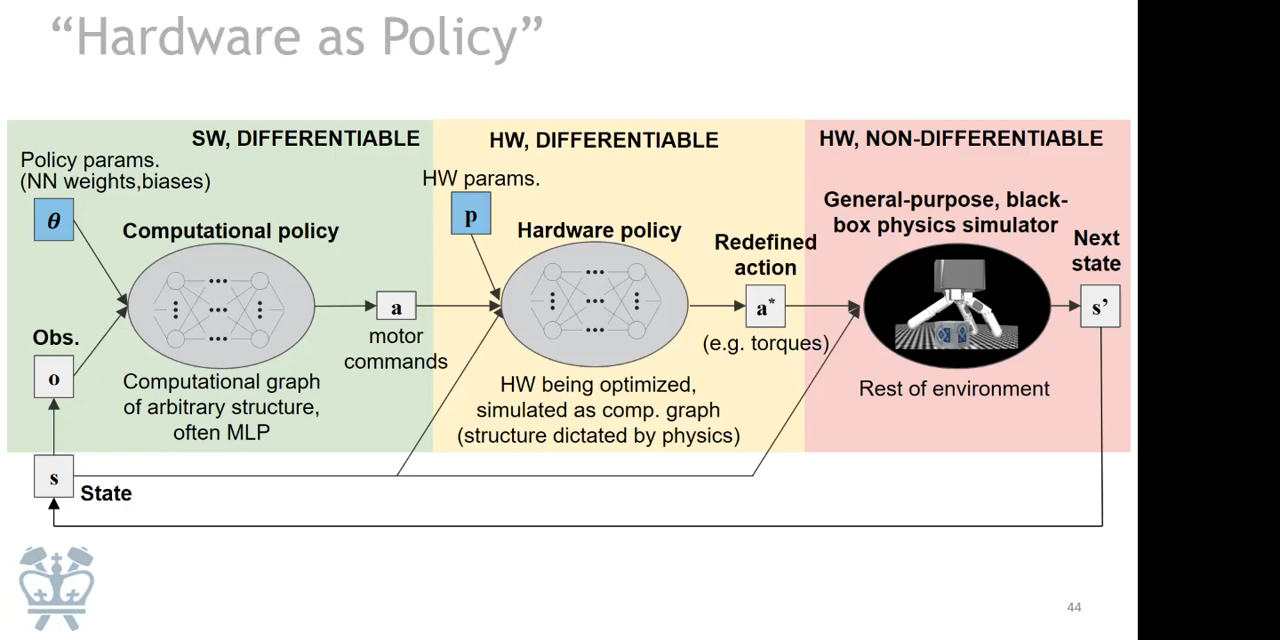 “Hardware as Policy”
SW, DIFFERENTIABLE
Policy params.
(NN weights,biases)
θ
Computational policy
Obs.
o
Computational graph
of arbitrary structure,
often MLP
a
motor
commands
HW, DIFFERENTIABLE
HW params.
p
Hardware policy
HW being optimized,
simulated as comp. graph
(structure dictated by physics)
Redefined
action
a*
(e.g. torques)
HW, NON-DIFFERENTIABLE
General-purpose, black-
box physics simulator
Rest of environment
Next
state
s’
s
State
44